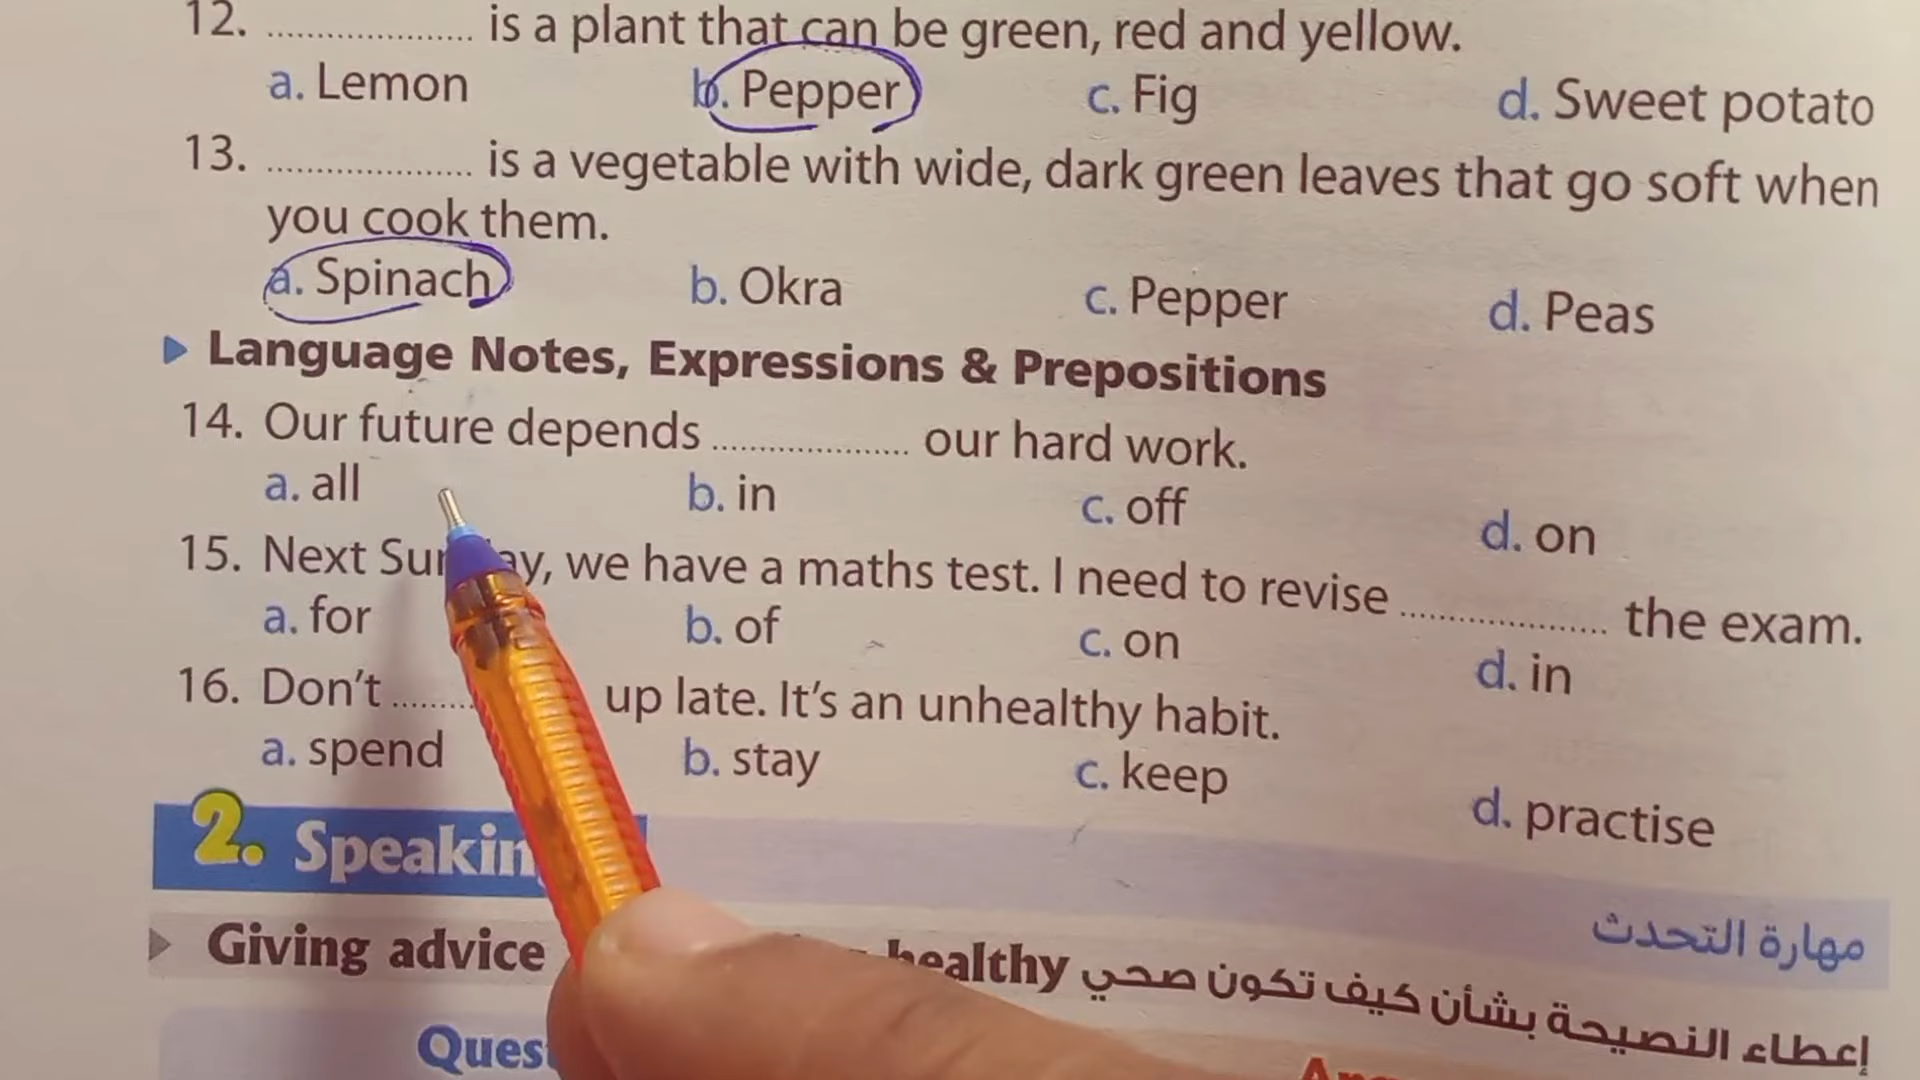 12. .................... is a plant that can be green, red and yellow.
a. Lemon b. Pepper c. Fig d. Sweet potato
13. .................... is a vegetable with wide, dark green leaves that go soft when
you cook them.
a. Spinach b. Okra c. Pepper d. Peas
Language Notes, Expressions & Prepositions
14. Our future depends .................... our hard work.
a. all b. in c. off d. on
15. Next we have a maths test. I need to revise .................... the exam.
a. for b. of c. on d. in
16. Don't ........ up late. It's an unhealthy habit.
a. spend b. stay c. keep d. practise
2.
مهارة التحدث
Giving advice healthy إعطاء النصيحة بشأن كيف تكون صحي